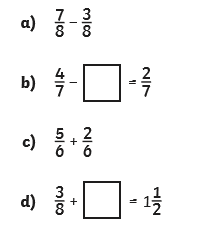 a) 7/8 − 3/8
b) 4/7 − □ = 2/7
c) 5/6 + 2/6
d) 3/8 + □ = 1 1/2